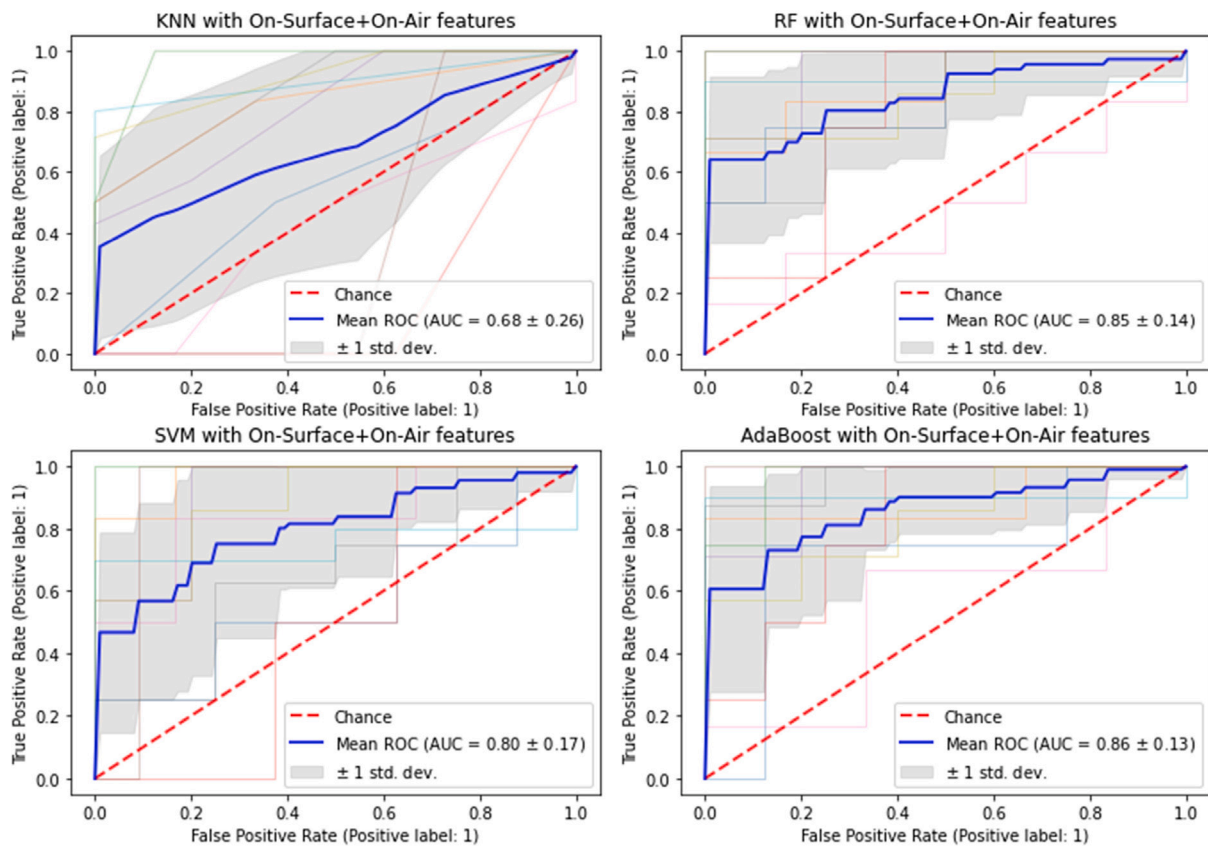 KNN with On-Surface+On-Air features
True Positive Rate (Positive label: 1)
1.0
0.8
0.6
0.4
0.2
0.0
Chance
Mean ROC (AUC = 0.68 ± 0.26)
± 1 std. dev.
0.0 0.2 0.4 0.6 0.8 1.0
False Positive Rate (Positive label: 1)
RF with On-Surface+On-Air features
True Positive Rate (Positive label: 1)
1.0
0.8
0.6
0.4
0.2
0.0
Chance
Mean ROC (AUC = 0.85 ± 0.14)
± 1 std. dev.
0.0 0.2 0.4 0.6 0.8 1.0
False Positive Rate (Positive label: 1)
SVM with On-Surface+On-Air features
True Positive Rate (Positive label: 1)
1.0
0.8
0.6
0.4
0.2
0.0
Chance
Mean ROC (AUC = 0.80 ± 0.17)
± 1 std. dev.
0.0 0.2 0.4 0.6 0.8 1.0
False Positive Rate (Positive label: 1)
AdaBoost with On-Surface+On-Air features
True Positive Rate (Positive label: 1)
1.0
0.8
0.6
0.4
0.2
0.0
Chance
Mean ROC (AUC = 0.86 ± 0.13)
± 1 std. dev.
0.0 0.2 0.4 0.6 0.8 1.0
False Positive Rate (Positive label: 1)